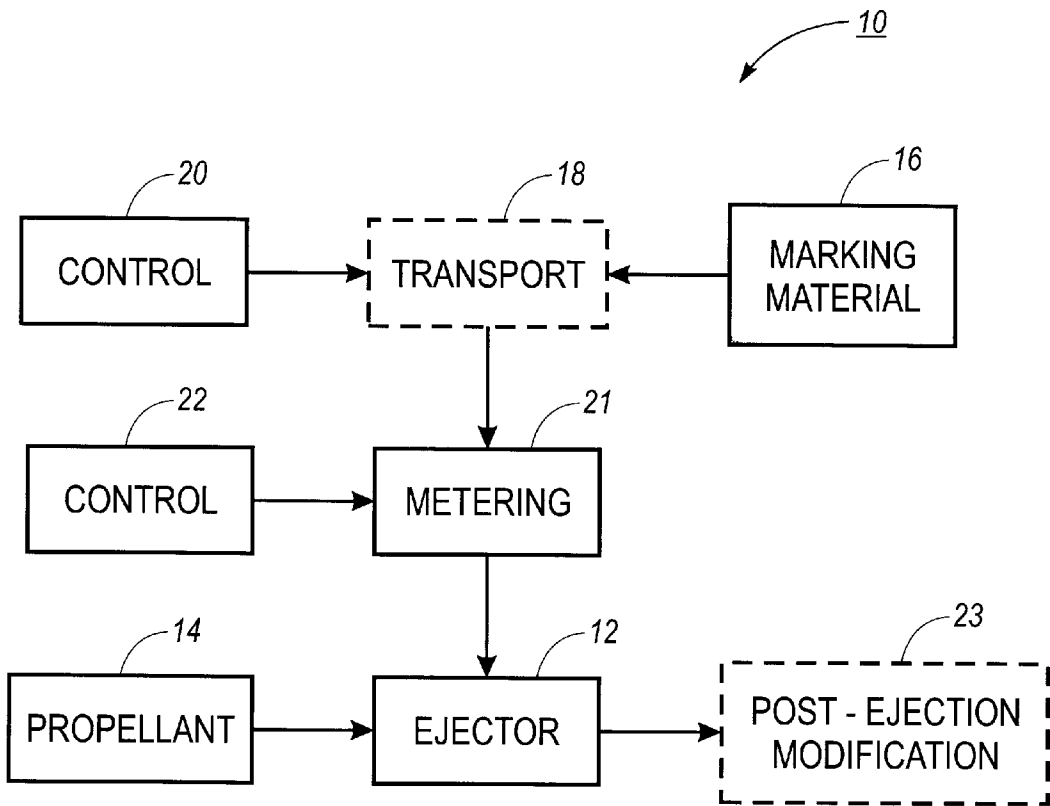 10
20
18
16
CONTROL
TRANSPORT
MARKING
MATERIAL
22
21
CONTROL
METERING
14
12
23
PROPELLANT
EJECTOR
POST - EJECTION
MODIFICATION